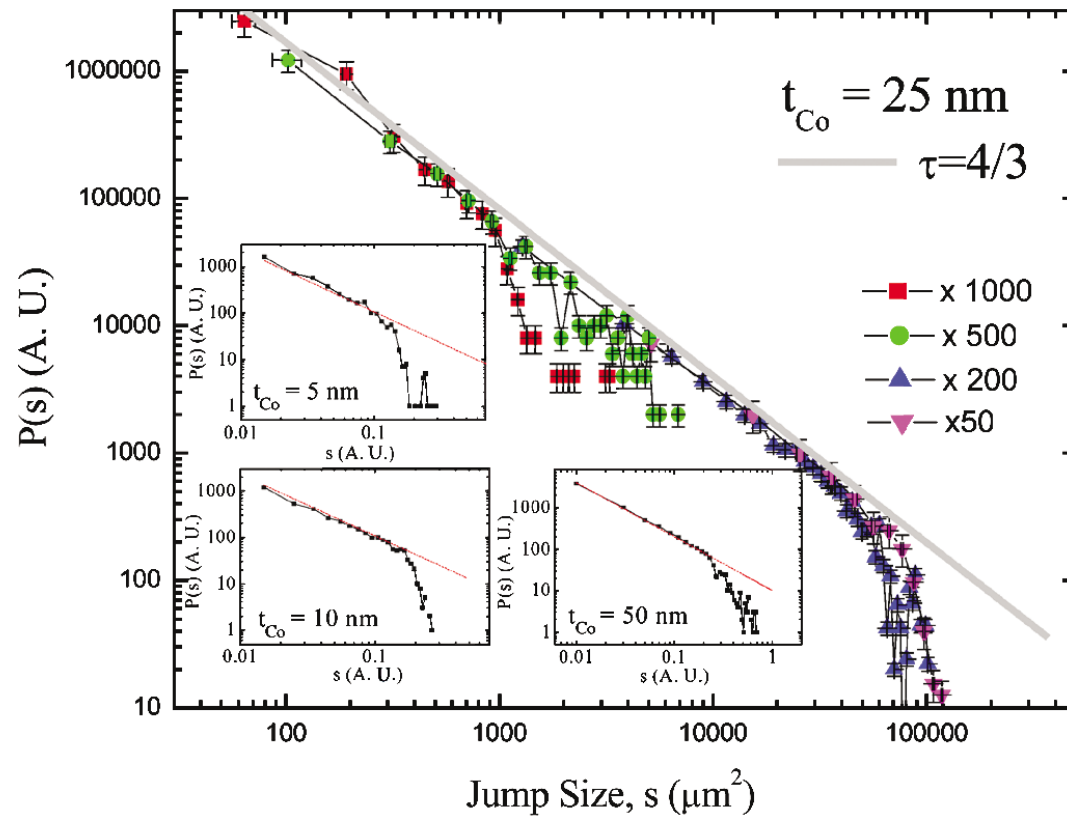 P(s) (A. U.)
1000000
100000
10000
1000
100
10
100
1000
10000
100000
Jump Size, s (μm²)
t_Co = 25 nm
τ=4/3
x 1000
x 500
x 200
x50
P(s) (A. U.)
1000
100
10
1
0.01
0.1
s (A. U.)
t_Co = 5 nm
P(s) (A. U.)
1000
100
10
1
0.01
0.1
s (A. U.)
t_Co = 10 nm
P(s) (A. U.)
1000
100
10
1
0.01
0.1
1
s (A. U.)
t_Co = 50 nm